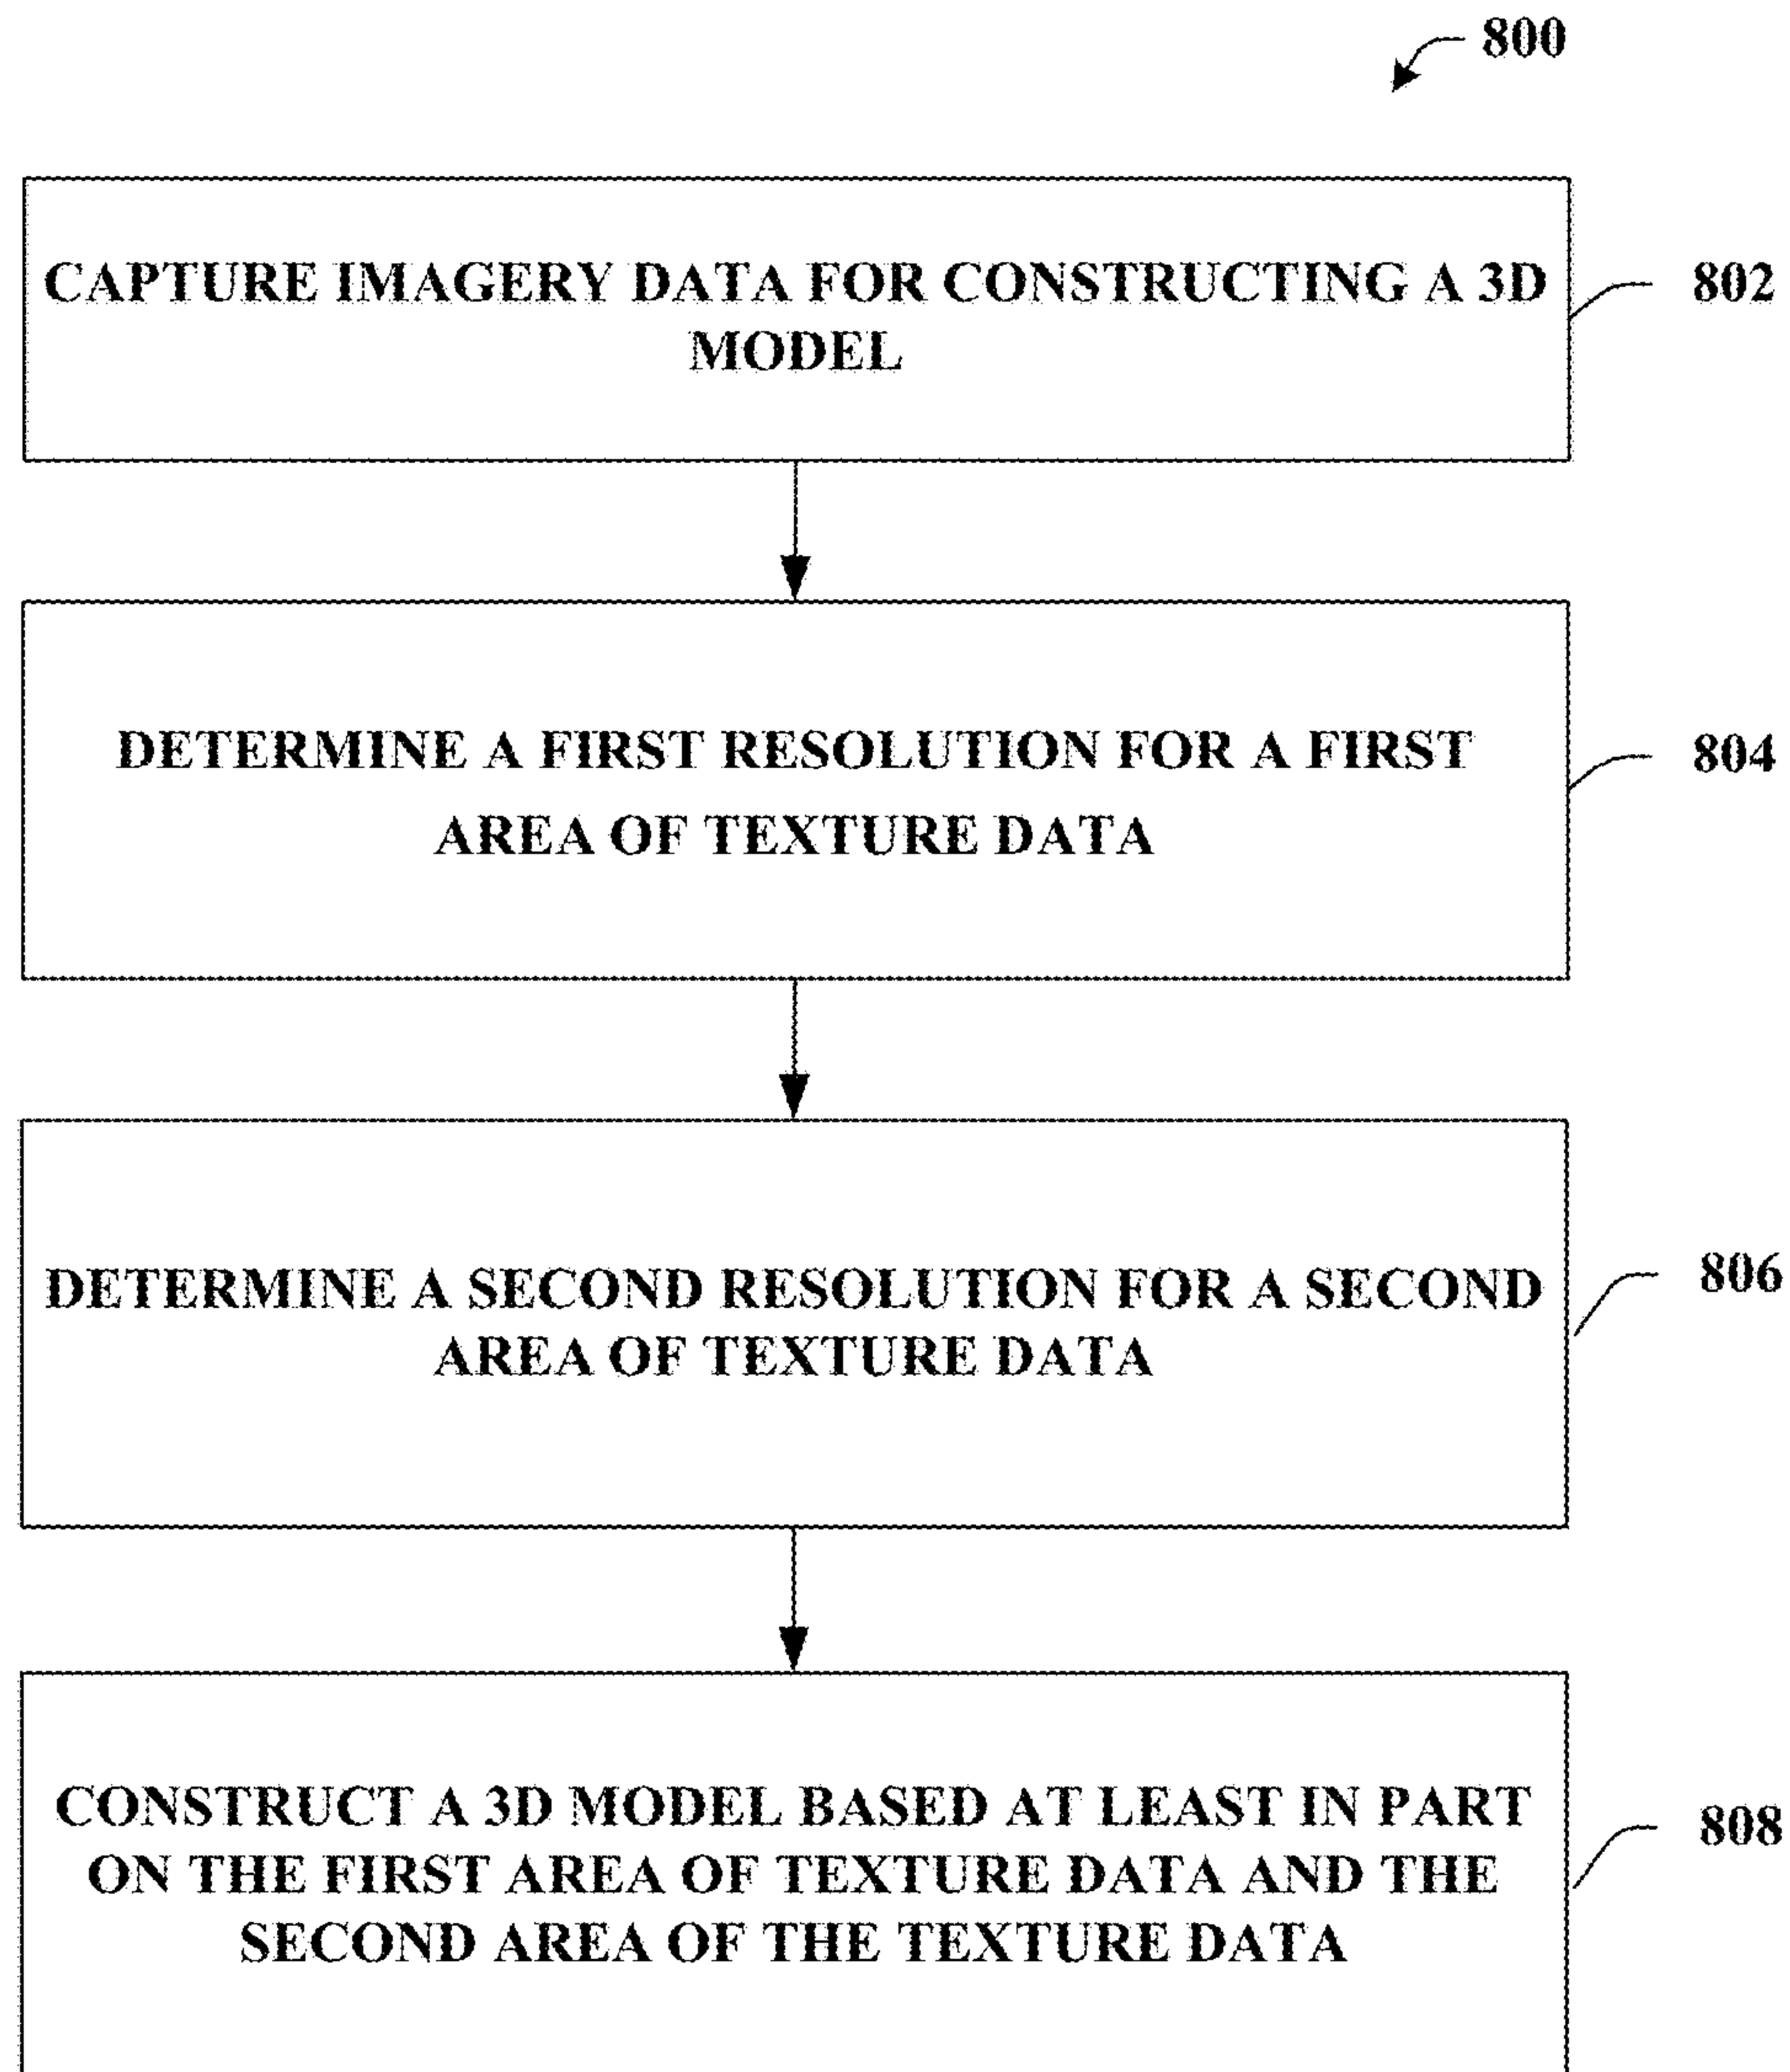 800
CAPTURE IMAGERY DATA FOR CONSTRUCTING A 3D
MODEL
802
DETERMINE A FIRST RESOLUTION FOR A FIRST
AREA OF TEXTURE DATA
804
DETERMINE A SECOND RESOLUTION FOR A SECOND
AREA OF TEXTURE DATA
806
CONSTRUCT A 3D MODEL BASED AT LEAST IN PART
ON THE FIRST AREA OF TEXTURE DATA AND THE
SECOND AREA OF THE TEXTURE DATA
808